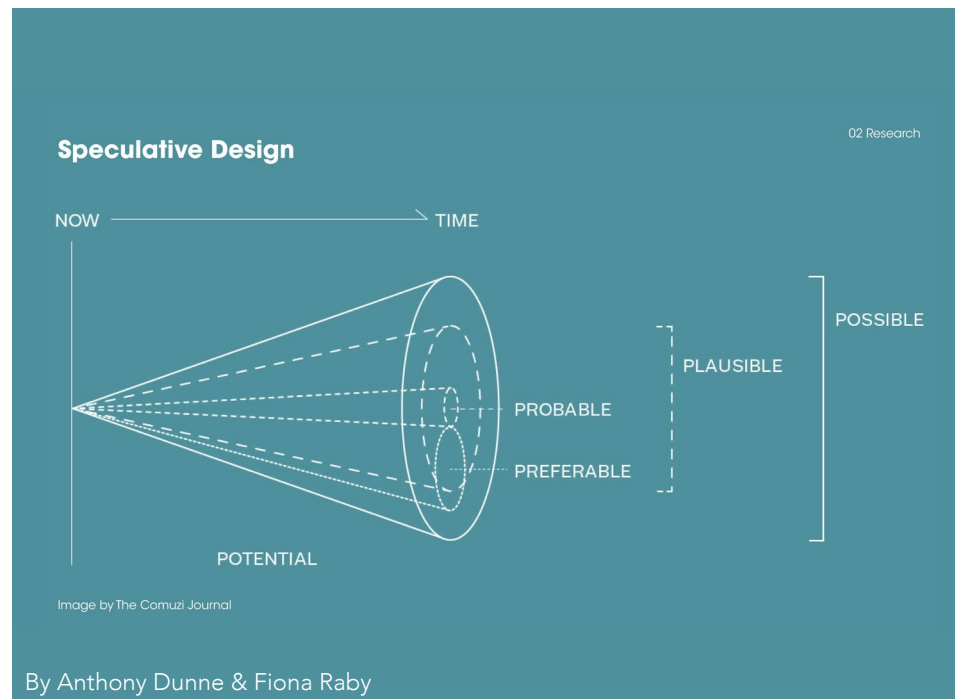 02 Research
Speculative Design
NOW
TIME
POSSIBLE
PLAUSIBLE
PROBABLE
PREFERABLE
POTENTIAL
Image by The Comuzi Journal
By Anthony Dunne & Fiona Raby